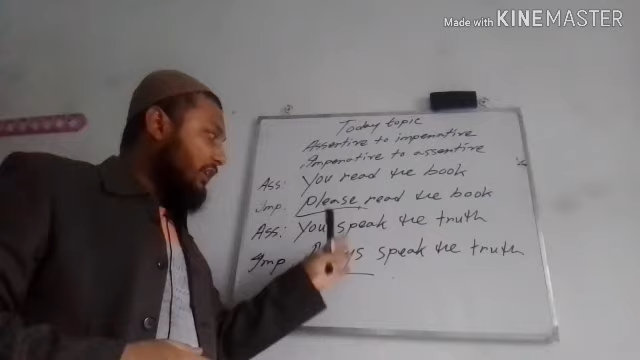 Made with KINEMASTER
Today topic
Assertive to imperative
Imperative to assertive
Ass: You read the book
Imp: Please read the book
Ass: You speak the truth
Imp speak the truth